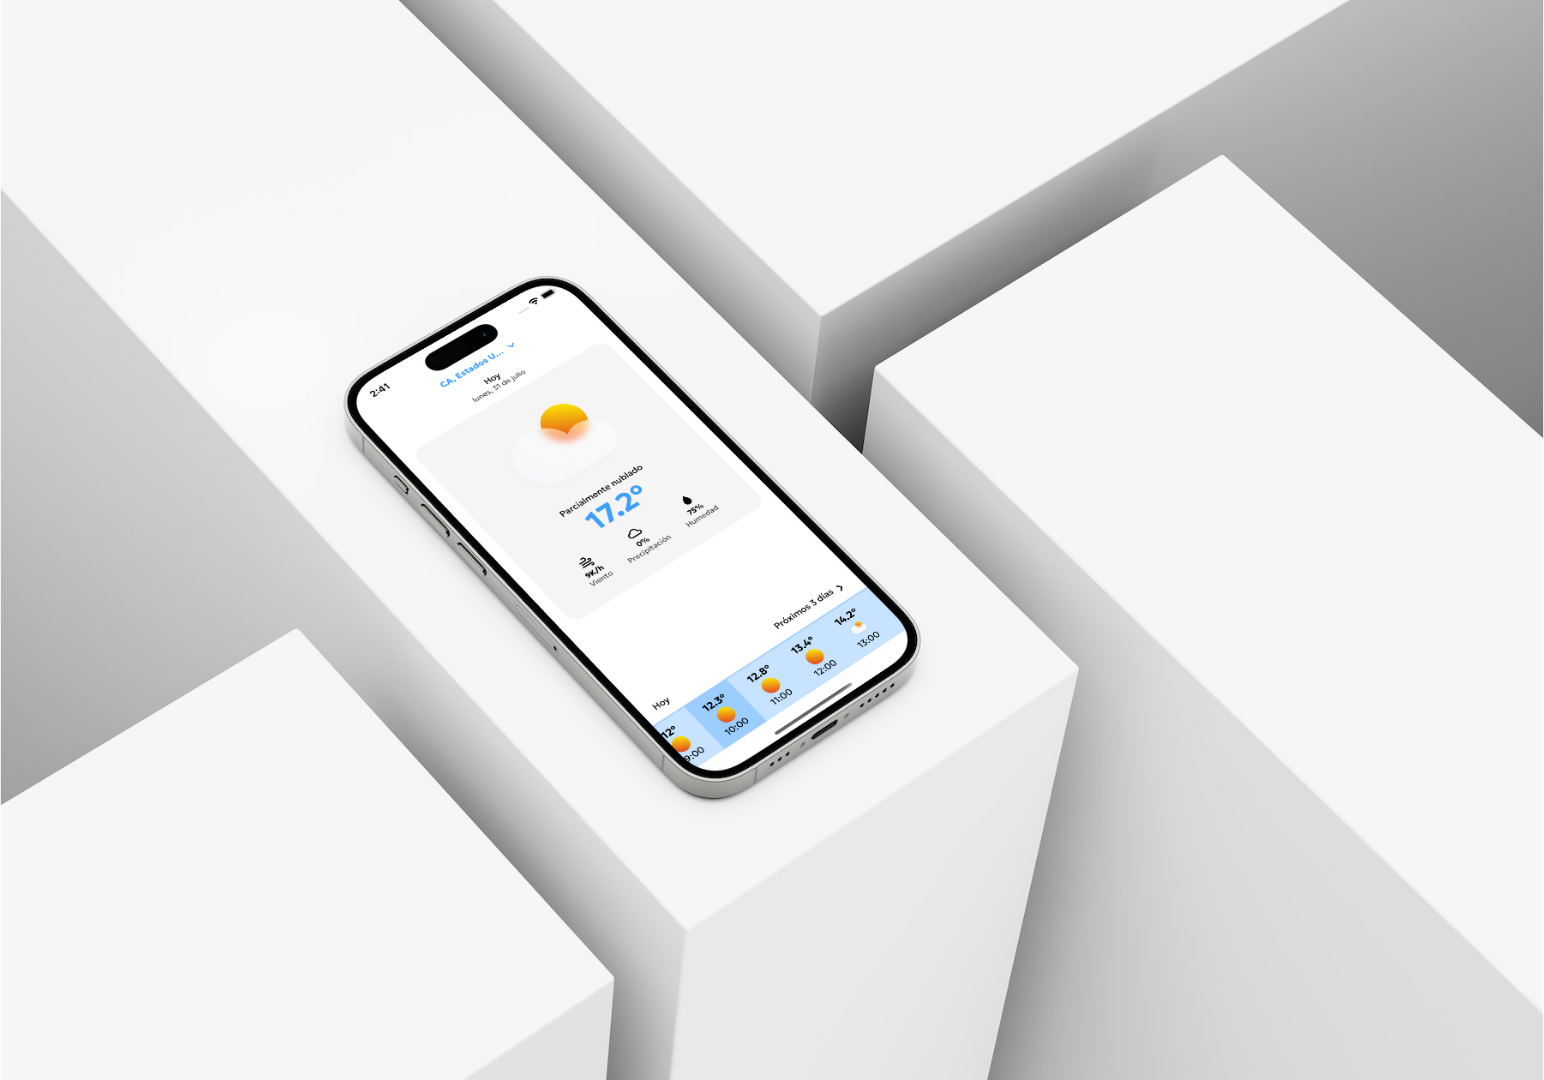 2:41
CA, Estados U...
Hoy
lunes, 31 de julio
Parcialmente nublado
17.2°
9K/h
Viento
0%
Precipitación
75%
Humedad
Hoy
Próximos 3 días
12°
9:00
12.3°
10:00
12.8°
11:00
13.4°
12:00
14.2°
13:00